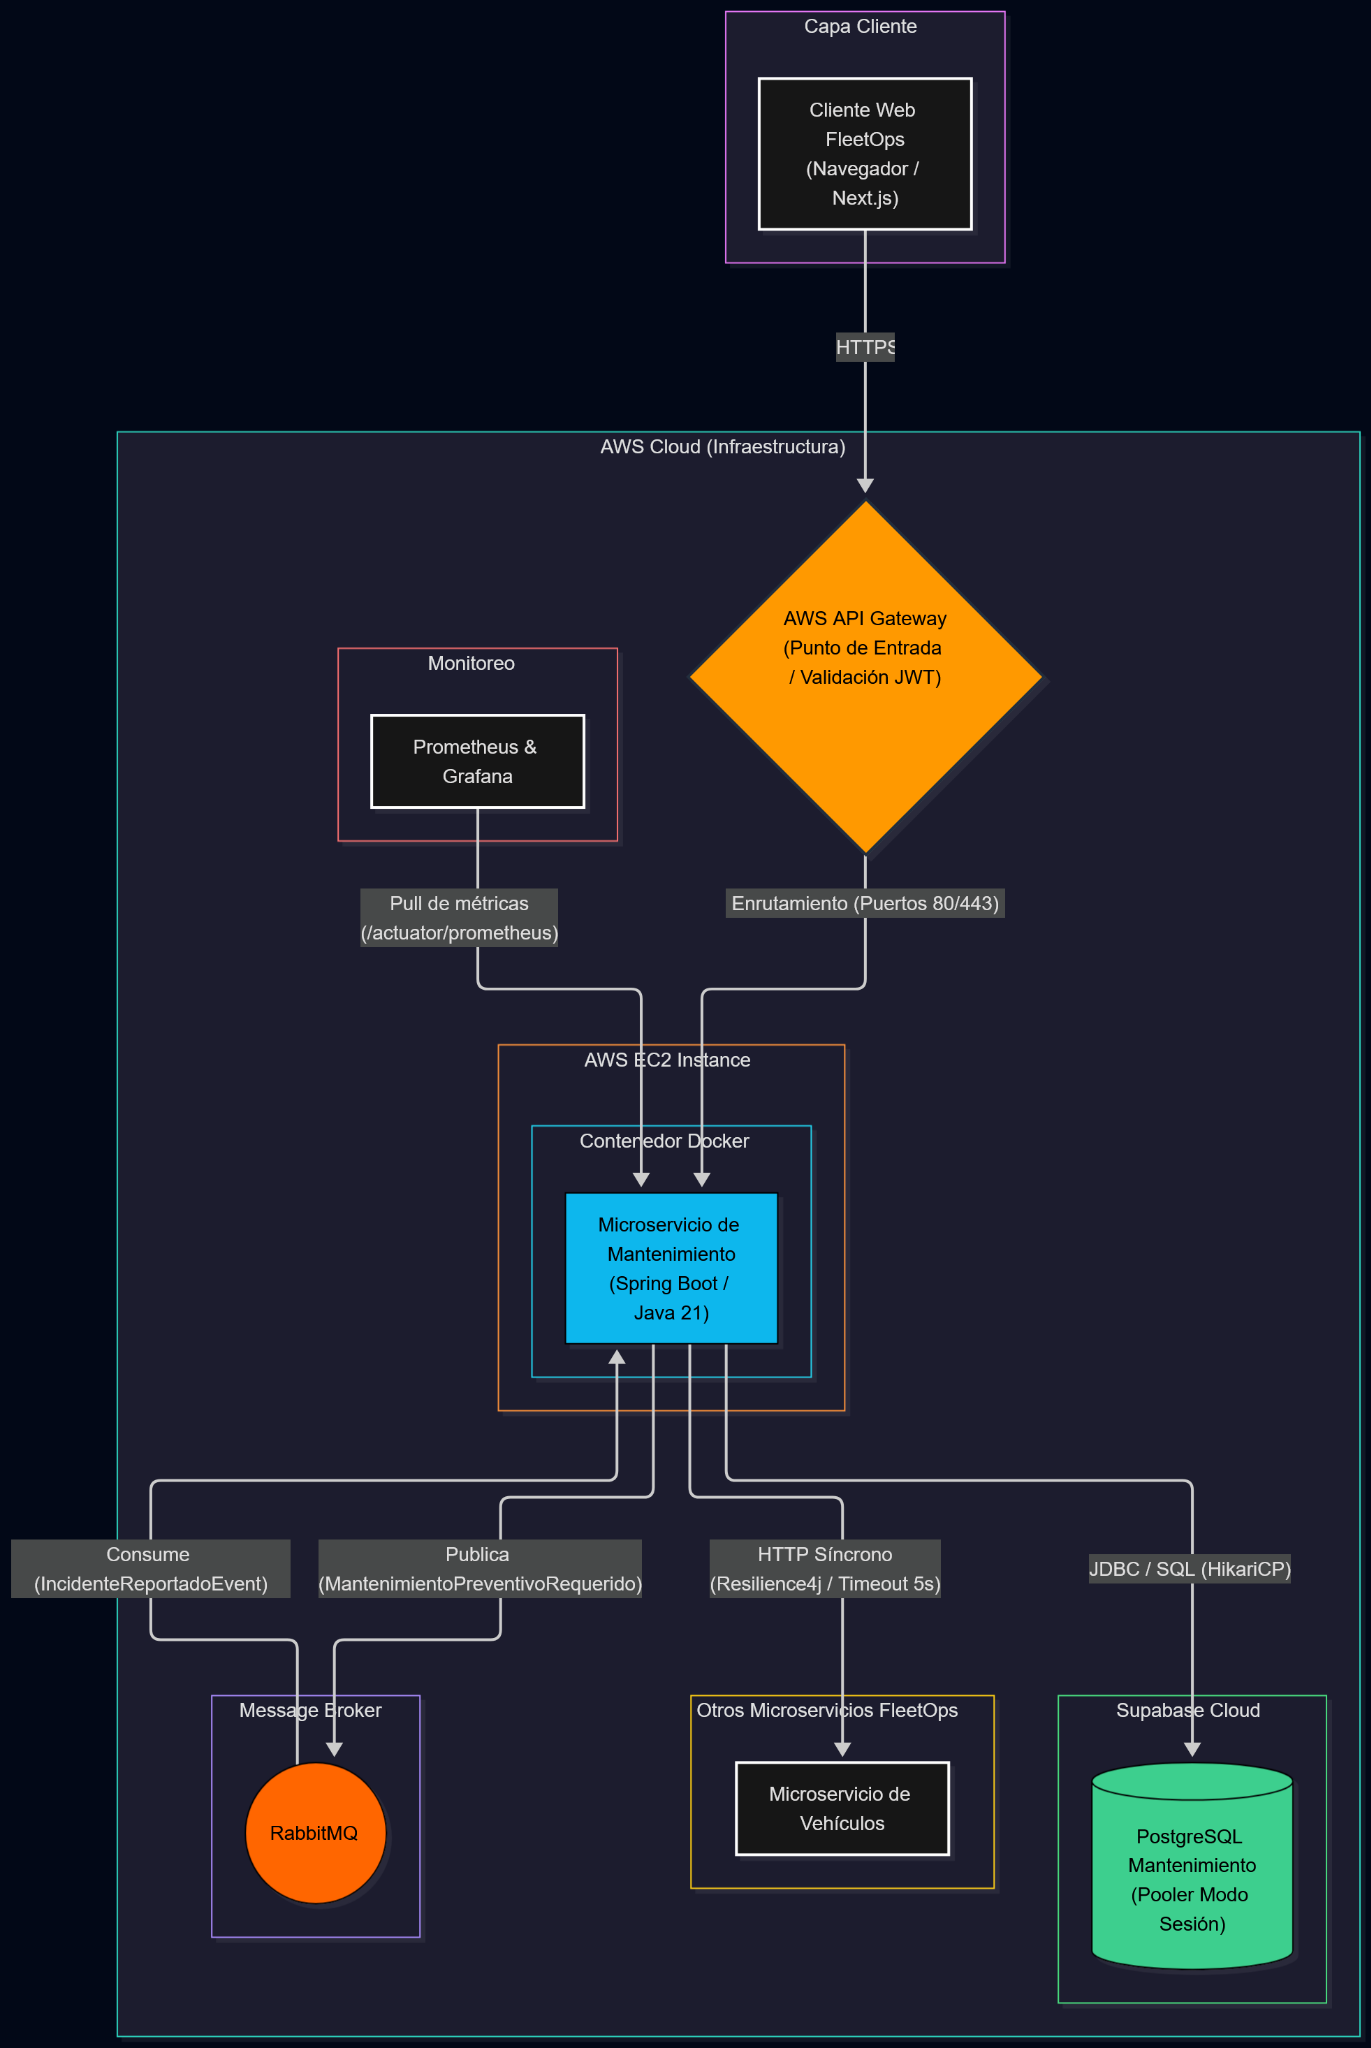 Capa Cliente
Cliente Web
FleetOps
(Navegador /
Next.js)
HTTPS
AWS Cloud (Infraestructura)
AWS API Gateway
(Punto de Entrada
/ Validación JWT)
Monitoreo
Prometheus &
Grafana
Pull de métricas
(/actuator/prometheus)
Enrutamiento (Puertos 80/443)
AWS EC2 Instance
Contenedor Docker
Microservicio de
Mantenimiento
(Spring Boot /
Java 21)
Consume
(IncidenteReportadoEvent)
Publica
(MantenimientoPreventivoRequerido)
HTTP Síncrono
(Resilience4j / Timeout 5s)
JDBC / SQL (HikariCP)
Message Broker
RabbitMQ
Otros Microservicios FleetOps
Microservicio de
Vehículos
Supabase Cloud
PostgreSQL
Mantenimiento
(Pooler Modo
Sesión)